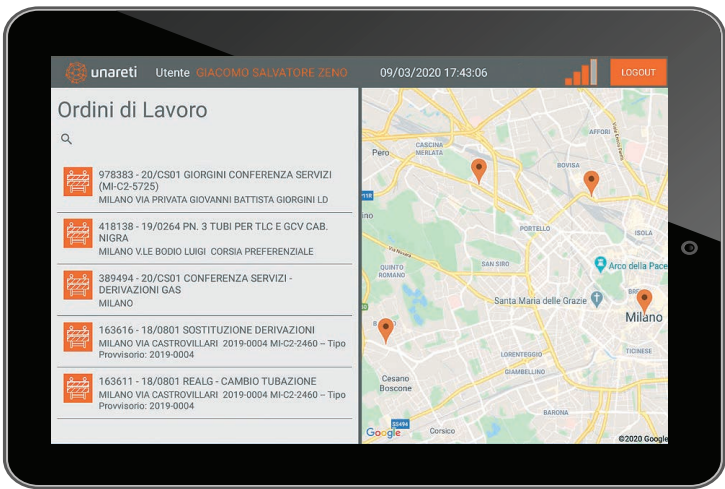 unareti
Utente GIACOMO SALVATORE ZENO
09/03/2020 17:43:06
LOGOUT
Ordini di Lavoro
978383 - 20/CS01 GIORGINI CONFERENZA SERVIZI
(MI-C2-5725)
MILANO VIA PRIVATA GIOVANNI BATTISTA GIORGINI LD
418138 - 19/0264 PN. 3 TUBI PER TLC E GCV CAB.
NIGRA
MILANO V.LE BODIO LUIGI CORSIA PREFERENZIALE
389494 - 20/CS01 CONFERENZA SERVIZI -
DERIVAZIONI GAS
MILANO
163616 - 18/0801 SOSTITUZIONE DERIVAZIONI
MILANO VIA CASTROVILLARI 2019-0004 MI-C2-2460 – Tipo
Provvisorio: 2019-0004
163611 - 18/0801 REALG - CAMBIO TUBAZIONE
MILANO VIA CASTROVILLARI 2019-0004 MI-C2-2460 – Tipo
Provvisorio: 2019-0004
AFFORI
CASCINA
MERLATA
Pero
BOVISA
PORTELLO
ISOLA
Via Novara
SAN SIRO
QUINTO
ROMANO
Arco della Pace
Santa Maria delle Grazie
Milano
LORENTEGGIO
TICINESE
GIAMBELLINO
Cesano
Boscone
BARONA
SS494
Corsico
Google
©2020 Google